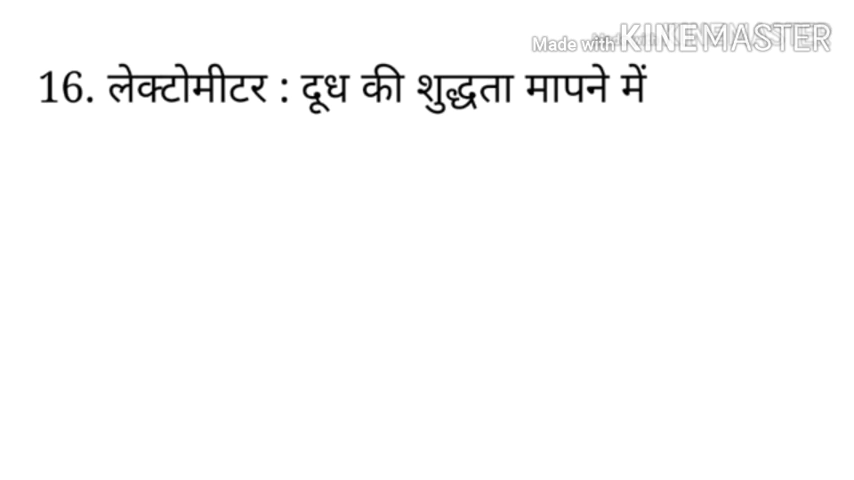 Made with KINEMASTER
16. लेक्टोमीटर : दूध की शुद्धता मापने में